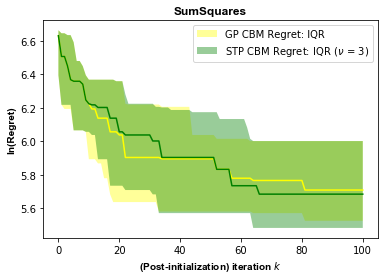 SumSquares
GP CBM Regret: IQR
STP CBM Regret: IQR (ν = 3)
ln(Regret)
6.6
6.4
6.2
6.0
5.8
5.6
0 20 40 60 80 100
(Post-initialization) iteration k